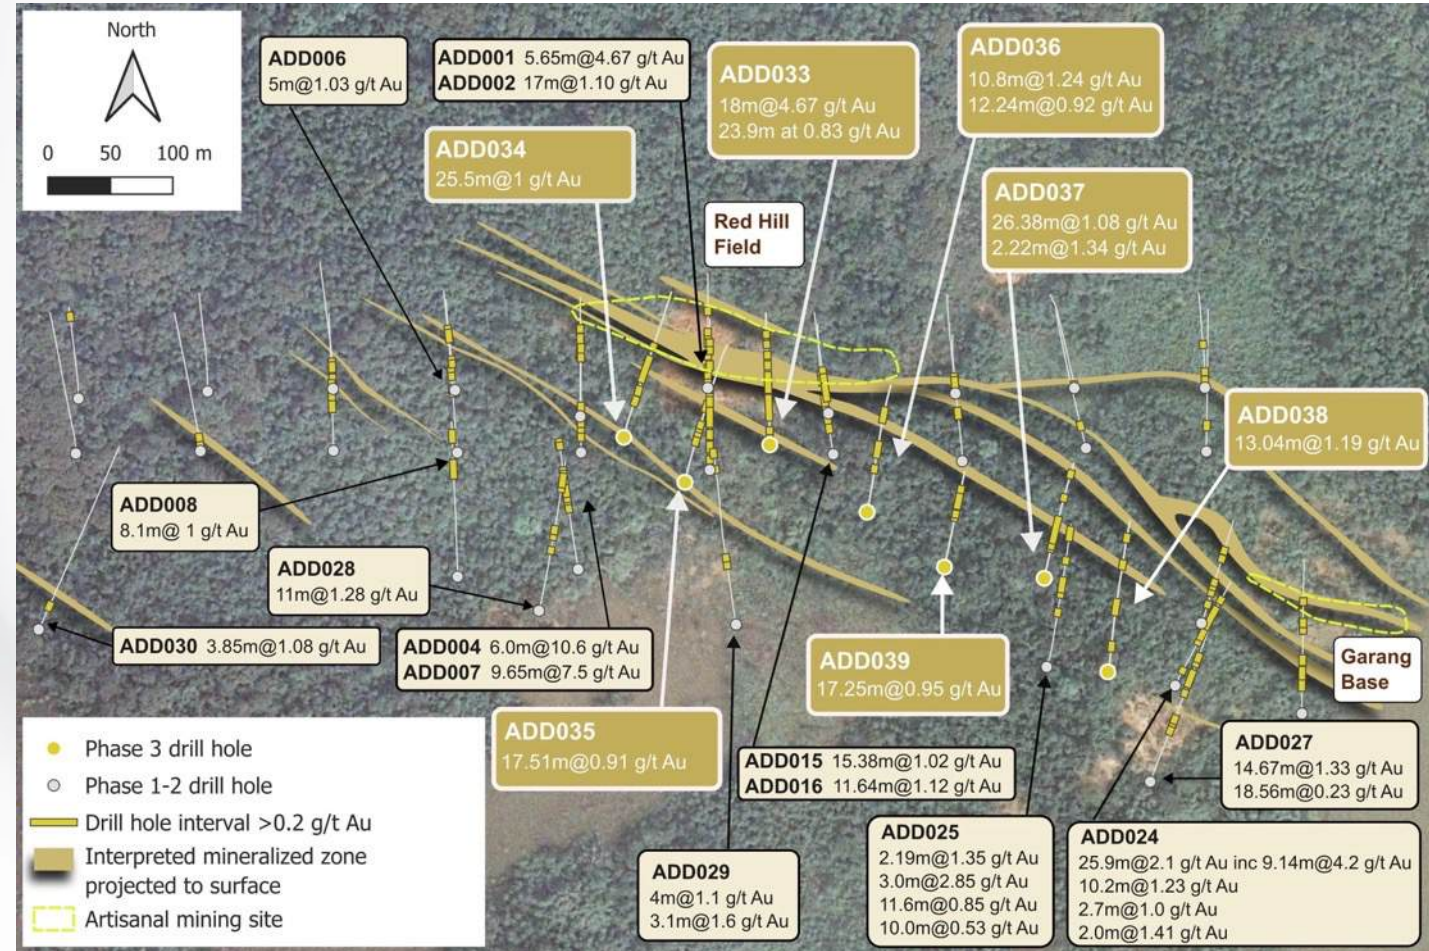 North
0 50 100 m
ADD006
5m@1.03 g/t Au
ADD001 5.65m@4.67 g/t Au
ADD002 17m@1.10 g/t Au
ADD033
18m@4.67 g/t Au
23.9m at 0.83 g/t Au
ADD036
10.8m@1.24 g/t Au
12.24m@0.92 g/t Au
ADD034
25.5m@1 g/t Au
Red Hill
Field
ADD037
26.38m@1.08 g/t Au
2.22m@1.34 g/t Au
ADD038
13.04m@1.19 g/t Au
ADD008
8.1m@ 1 g/t Au
ADD028
11m@1.28 g/t Au
ADD030 3.85m@1.08 g/t Au
ADD004 6.0m@10.6 g/t Au
ADD007 9.65m@7.5 g/t Au
ADD039
17.25m@0.95 g/t Au
Garang
Base
ADD035
17.51m@0.91 g/t Au
ADD015 15.38m@1.02 g/t Au
ADD016 11.64m@1.12 g/t Au
ADD027
14.67m@1.33 g/t Au
18.56m@0.23 g/t Au
ADD029
4m@1.1 g/t Au
3.1m@1.6 g/t Au
ADD025
2.19m@1.35 g/t Au
3.0m@2.85 g/t Au
11.6m@0.85 g/t Au
10.0m@0.53 g/t Au
ADD024
25.9m@2.1 g/t Au inc 9.14m@4.2 g/t Au
10.2m@1.23 g/t Au
2.7m@1.0 g/t Au
2.0m@1.41 g/t Au
Phase 3 drill hole
Phase 1-2 drill hole
Drill hole interval >0.2 g/t Au
Interpreted mineralized zone
projected to surface
Artisanal mining site